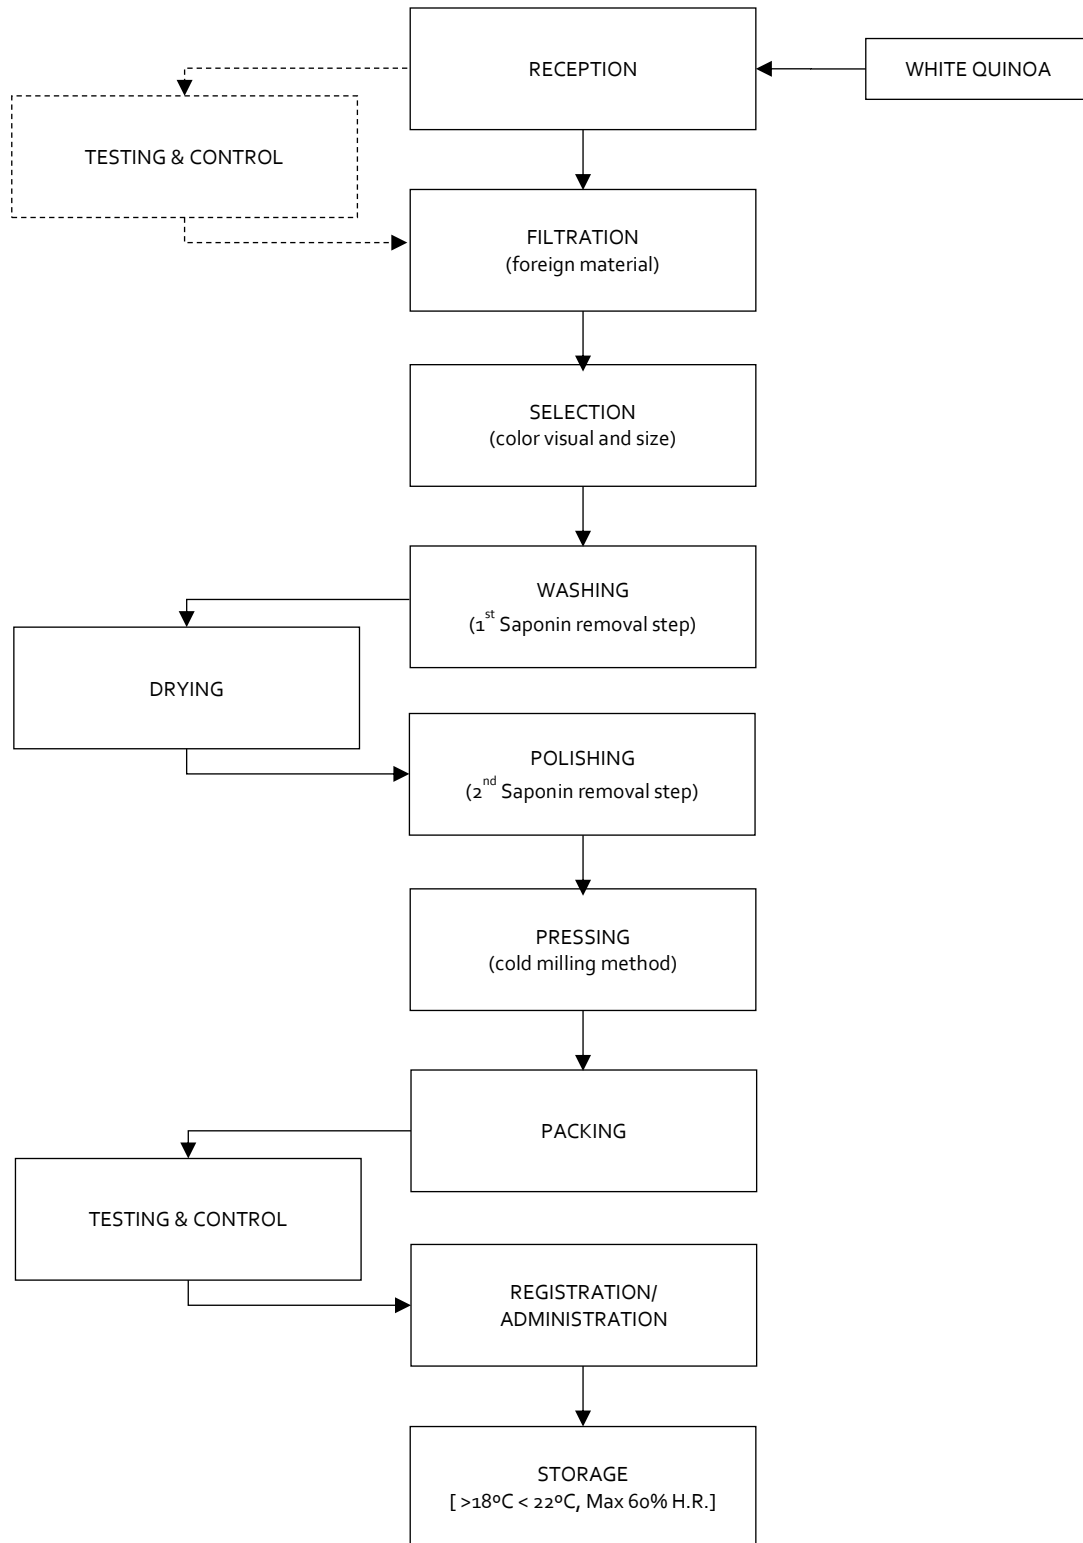 RECEPTION
WHITE QUINOA
TESTING & CONTROL
FILTRATION
(foreign material)
SELECTION
(color visual and size)
WASHING
(1st Saponin removal step)
DRYING
POLISHING
(2nd Saponin removal step)
PRESSING
(cold milling method)
PACKING
TESTING & CONTROL
REGISTRATION/
ADMINISTRATION
STORAGE
[ >18ºC < 22ºC, Max 60% H.R.]